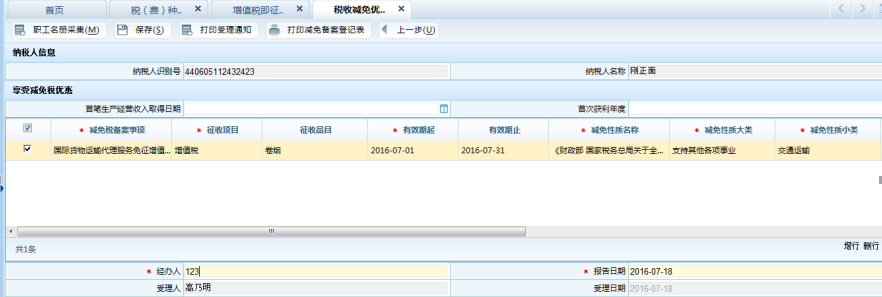 首页 税（费）种.. 增值税即征.. 税收减免优...
职工名册采集(M) 保存(S) 打印受理通知 打印减免备案登记表 上一步(U)
纳税人信息
纳税人识别号 440605112432423 纳税人名称 刚正面
享受减免税优惠
首笔生产经营收入取得日期 首次获利年度
* 减免税备案事项 * 征收项目 征收品目 * 有效期起 有效期止 * 减免性质名称 * 减免性质大类 * 减免性质小类
国际货物运输代理服务免征增值... 增值税 卷烟 2016-07-01 2016-07-31 《财政部 国家税务总局关于全... 支持其他各项事业 交通运输
共1条 增行 删行
* 经办人 123 * 报告日期 2016-07-18
受理人 高乃明 受理日期 2016-07-18